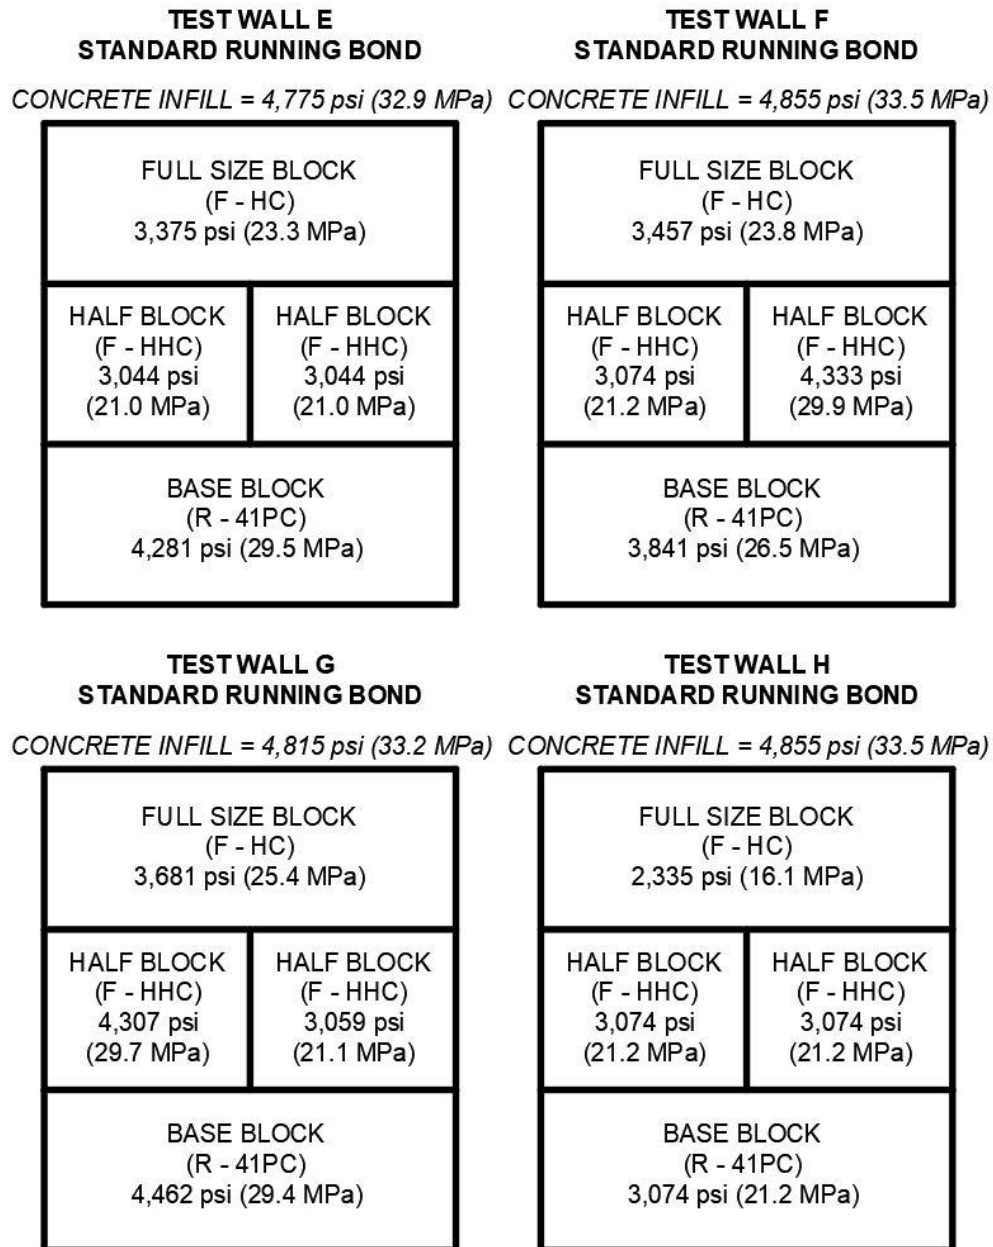 TEST WALL E
STANDARD RUNNING BOND
CONCRETE INFILL = 4,775 psi (32.9 MPa)
FULL SIZE BLOCK
(F - HC)
3,375 psi (23.3 MPa)
HALF BLOCK
(F - HHC)
3,044 psi
(21.0 MPa)
HALF BLOCK
(F - HHC)
3,044 psi
(21.0 MPa)
BASE BLOCK
(R - 41PC)
4,281 psi (29.5 MPa)
TEST WALL F
STANDARD RUNNING BOND
CONCRETE INFILL = 4,855 psi (33.5 MPa)
FULL SIZE BLOCK
(F - HC)
3,457 psi (23.8 MPa)
HALF BLOCK
(F - HHC)
3,074 psi
(21.2 MPa)
HALF BLOCK
(F - HHC)
4,333 psi
(29.9 MPa)
BASE BLOCK
(R - 41PC)
3,841 psi (26.5 MPa)
TEST WALL G
STANDARD RUNNING BOND
CONCRETE INFILL = 4,815 psi (33.2 MPa)
FULL SIZE BLOCK
(F - HC)
3,681 psi (25.4 MPa)
HALF BLOCK
(F - HHC)
4,307 psi
(29.7 MPa)
HALF BLOCK
(F - HHC)
3,059 psi
(21.1 MPa)
BASE BLOCK
(R - 41PC)
4,462 psi (29.4 MPa)
TEST WALL H
STANDARD RUNNING BOND
CONCRETE INFILL = 4,855 psi (33.5 MPa)
FULL SIZE BLOCK
(F - HC)
2,335 psi (16.1 MPa)
HALF BLOCK
(F - HHC)
3,074 psi
(21.2 MPa)
HALF BLOCK
(F - HHC)
3,074 psi
(21.2 MPa)
BASE BLOCK
(R - 41PC)
3,074 psi (21.2 MPa)